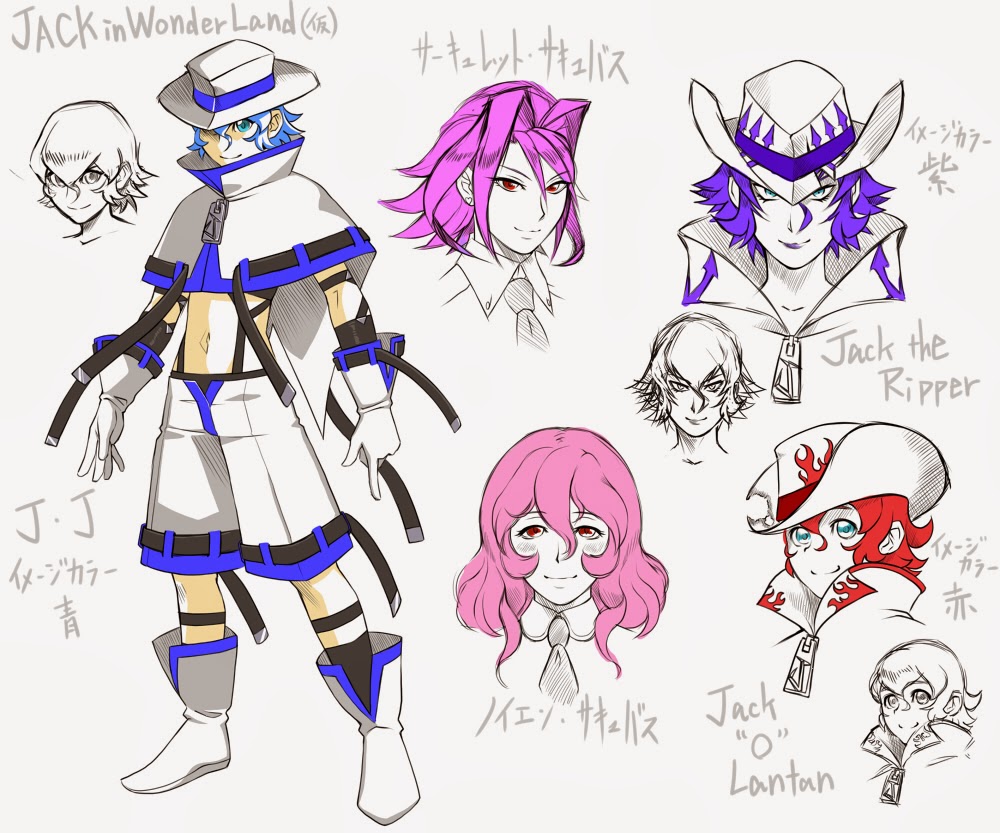 JACK in WonderLand(仮)
サーキュレット・サキュバス
イメージカラー
紫
Jack the
Ripper
J・J
イメージカラー
青
イメージカラー
赤
ノイエン・サキュバス
Jack
"O"
Lantan